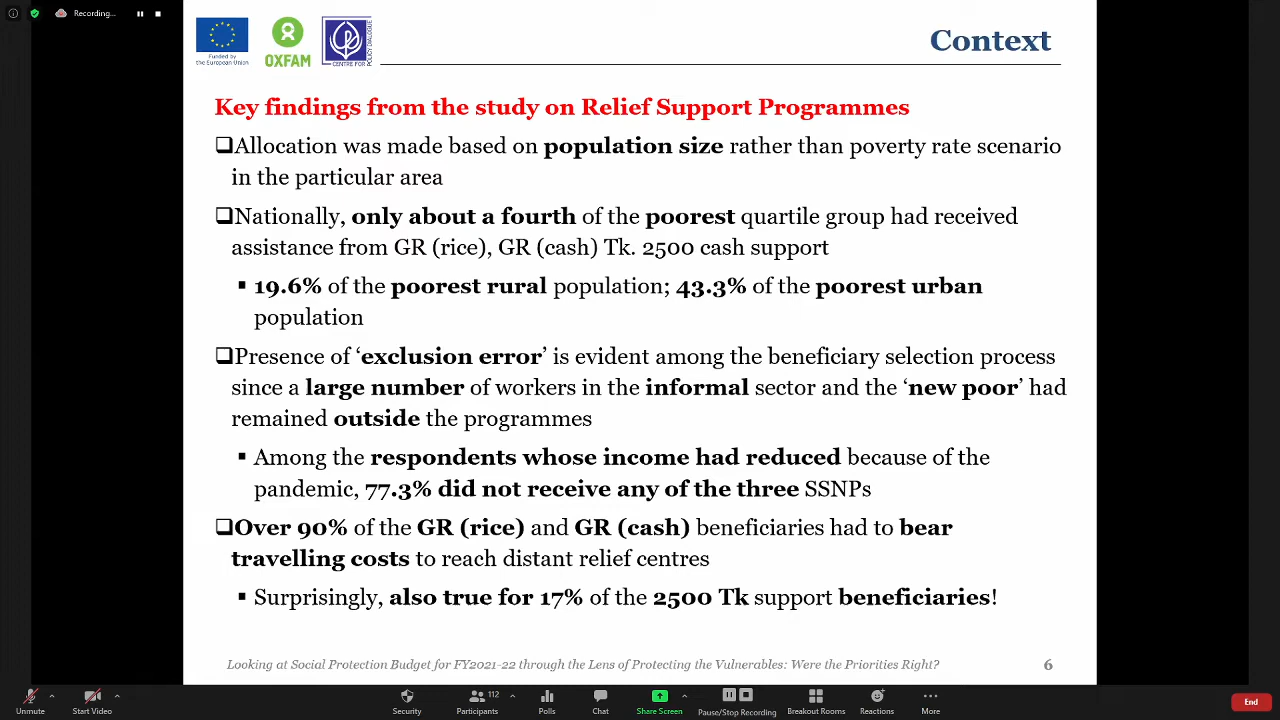 Recording...
Funded by
the European Union
OXFAM
CENTRE FOR
POLICY DIALOGUE
Context
Key findings from the study on Relief Support Programmes
Allocation was made based on population size rather than poverty rate scenario
in the particular area
Nationally, only about a fourth of the poorest quartile group had received
assistance from GR (rice), GR (cash) Tk. 2500 cash support
19.6% of the poorest rural population; 43.3% of the poorest urban
population
Presence of ‘exclusion error’ is evident among the beneficiary selection process
since a large number of workers in the informal sector and the ‘new poor’ had
remained outside the programmes
Among the respondents whose income had reduced because of the
pandemic, 77.3% did not receive any of the three SSNPs
Over 90% of the GR (rice) and GR (cash) beneficiaries had to bear
travelling costs to reach distant relief centres
Surprisingly, also true for 17% of the 2500 Tk support beneficiaries!
Looking at Social Protection Budget for FY2021-22 through the Lens of Protecting the Vulnerables: Were the Priorities Right?
6
Unmute
Start Video
Security
Participants
112
Polls
Chat
Share Screen
Pause/Stop Recording
Breakout Rooms
Reactions
More
End